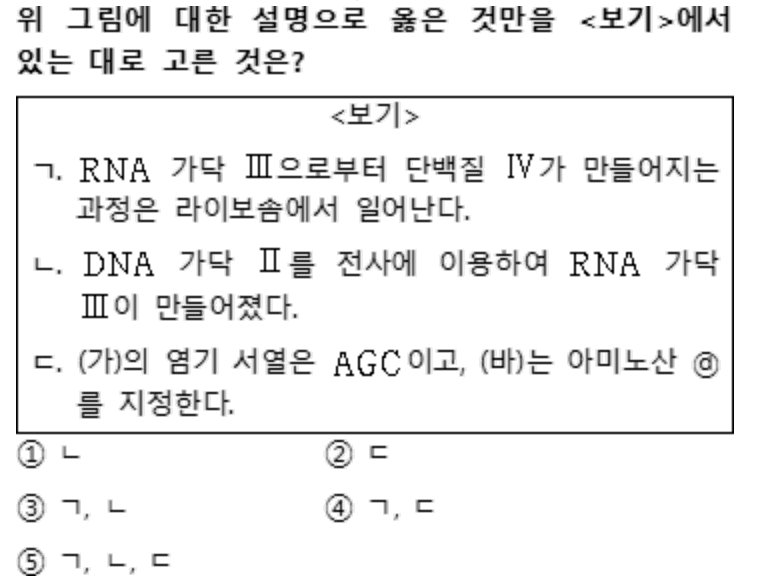 위 그림에 대한 설명으로 옳은 것만을 <보기>에서
있는 대로 고른 것은?
<보기>
ㄱ. RNA 가닥 Ⅲ으로부터 단백질 Ⅳ가 만들어지는
과정은 라이보솜에서 일어난다.
ㄴ. DNA 가닥 Ⅱ를 전사에 이용하여 RNA 가닥
Ⅲ이 만들어졌다.
ㄷ. (가)의 염기 서열은 AGC이고, (바)는 아미노산 ⓐ
를 지정한다.
① ㄴ ② ㄷ
③ ㄱ, ㄴ ④ ㄱ, ㄷ
⑤ ㄱ, ㄴ, ㄷ